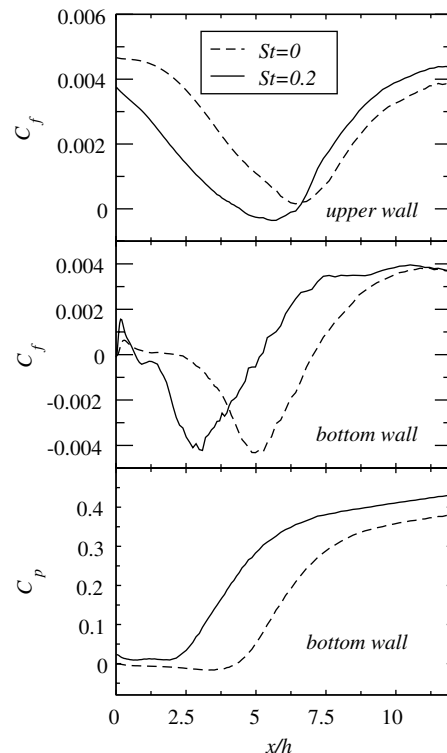 0.006
0.004
0.002
0
C_f
St=0
St=0.2
upper wall
0.004
0.002
0.000
-0.002
-0.004
C_f
bottom wall
0.4
0.3
0.2
0.1
0
C_p
bottom wall
0
2.5
5
7.5
10
x/h